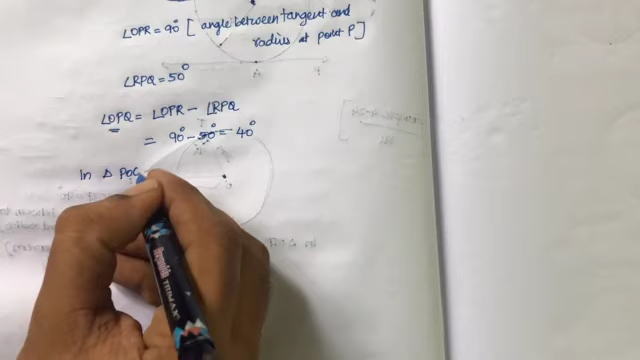 ∠OPR = 90° [angle between tangent and
radius at point P]
∠RPQ = 50°
∠OPQ = ∠OPR − ∠RPQ
= 90° − 50° = 40°
In Δ POQ
TRIMAX